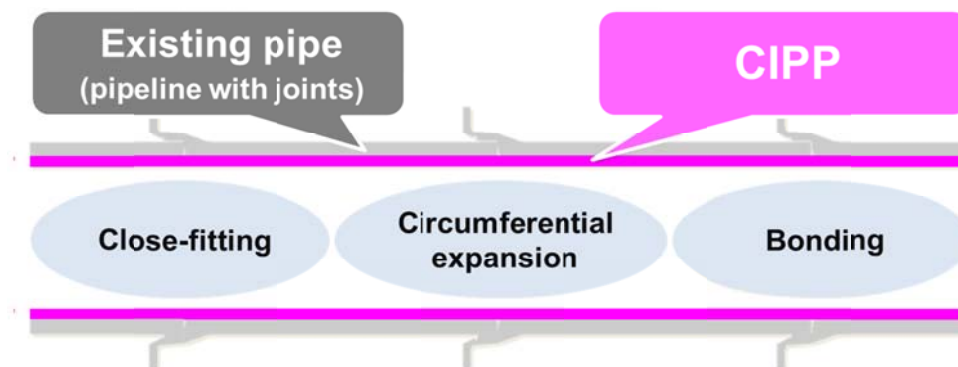 Existing pipe
(pipeline with joints)
CIPP
Close-fitting
Circumferential
expansion
Bonding